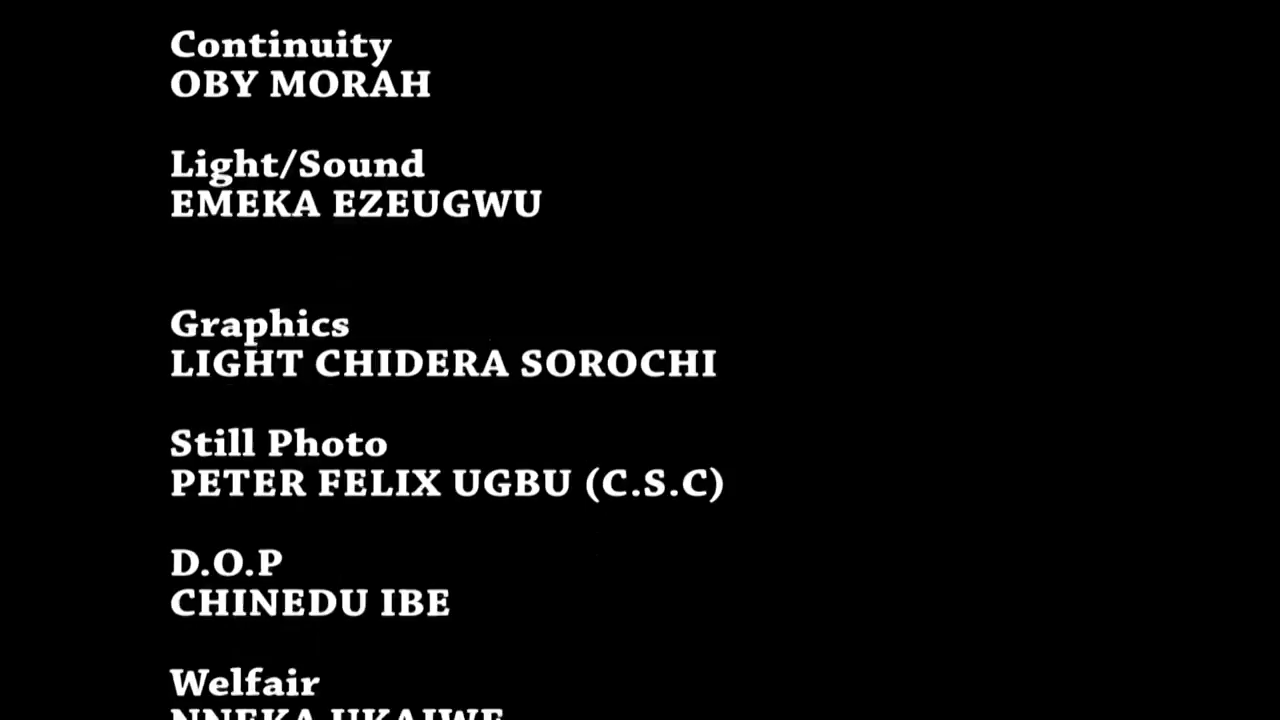 Continuity
OBY MORAH
Light/Sound
EMEKA EZEUGWU
Graphics
LIGHT CHIDERA SOROCHI
Still Photo
PETER FELIX UGBU (C.S.C)
D.O.P
CHINEDU IBE
Welfair
NNEKA